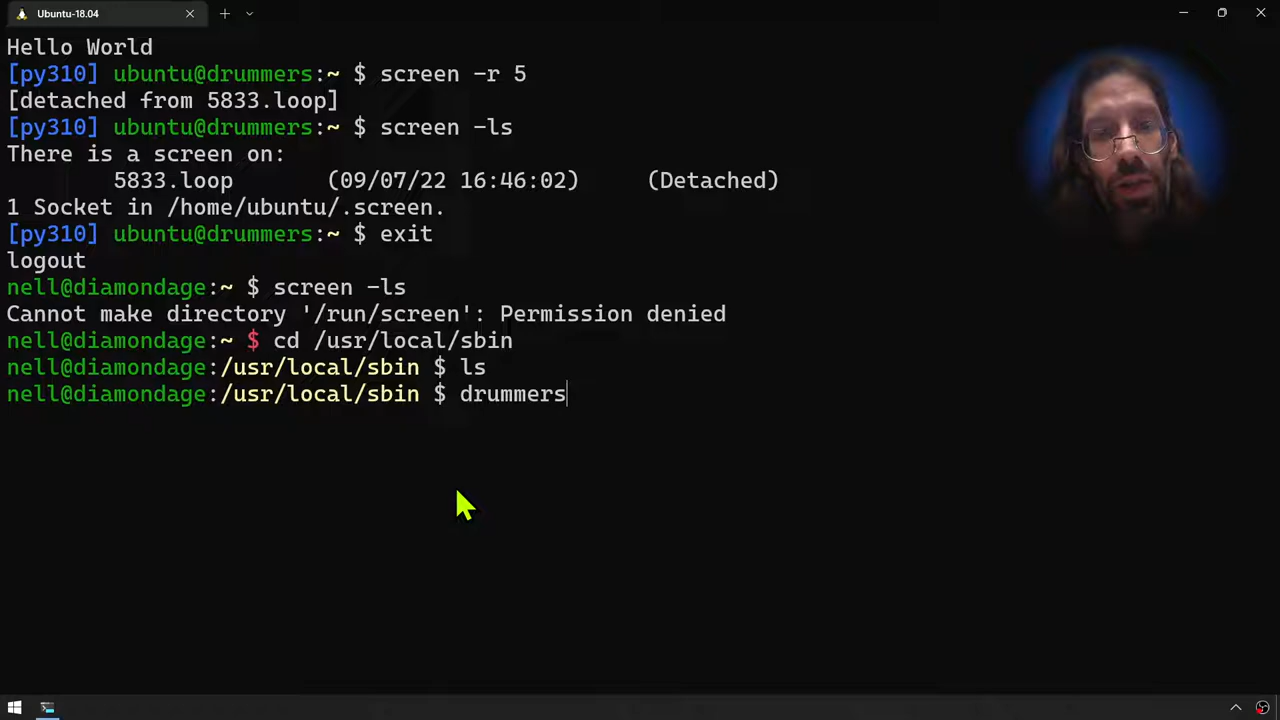 Ubuntu-18.04
Hello World
[py310] ubuntu@drummers:~ $ screen -r 5
[detached from 5833.loop]
[py310] ubuntu@drummers:~ $ screen -ls
There is a screen on:
5833.loop (09/07/22 16:46:02) (Detached)
1 Socket in /home/ubuntu/.screen.
[py310] ubuntu@drummers:~ $ exit
logout
nell@diamondage:~ $ screen -ls
Cannot make directory '/run/screen': Permission denied
nell@diamondage:~ $ cd /usr/local/sbin
nell@diamondage:/usr/local/sbin $ ls
nell@diamondage:/usr/local/sbin $ drummers